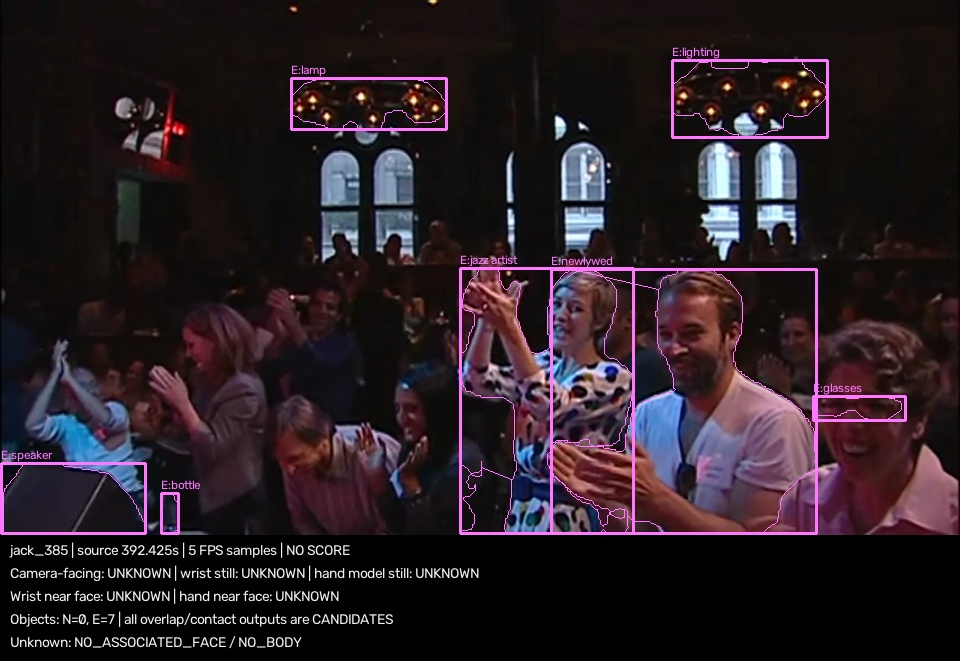 E:lighting
E:lamp
E:jazz artist
E:newlywed
E:glasses
E:speaker
E:bottle
jack_385 | source 392.425s | 5 FPS samples | NO SCORE
Camera-facing: UNKNOWN | wrist still: UNKNOWN | hand model still: UNKNOWN
Wrist near face: UNKNOWN | hand near face: UNKNOWN
Objects: N=0, E=7 | all overlap/contact outputs are CANDIDATES
Unknown: NO_ASSOCIATED_FACE / NO_BODY